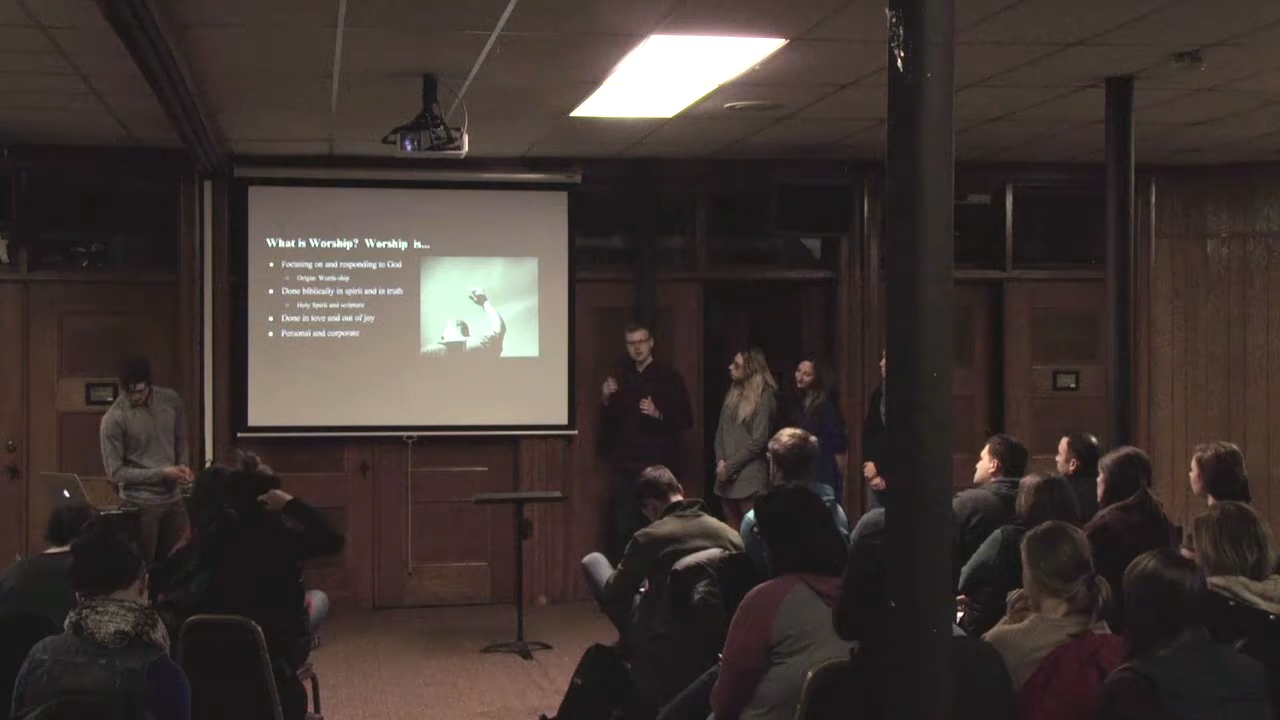 What is Worship? Worship is...
Focusing on and responding to God
Origin: Worth-ship
Done biblically in spirit and in truth
Holy Spirit and scripture
Done in love and out of joy
Personal and corporate